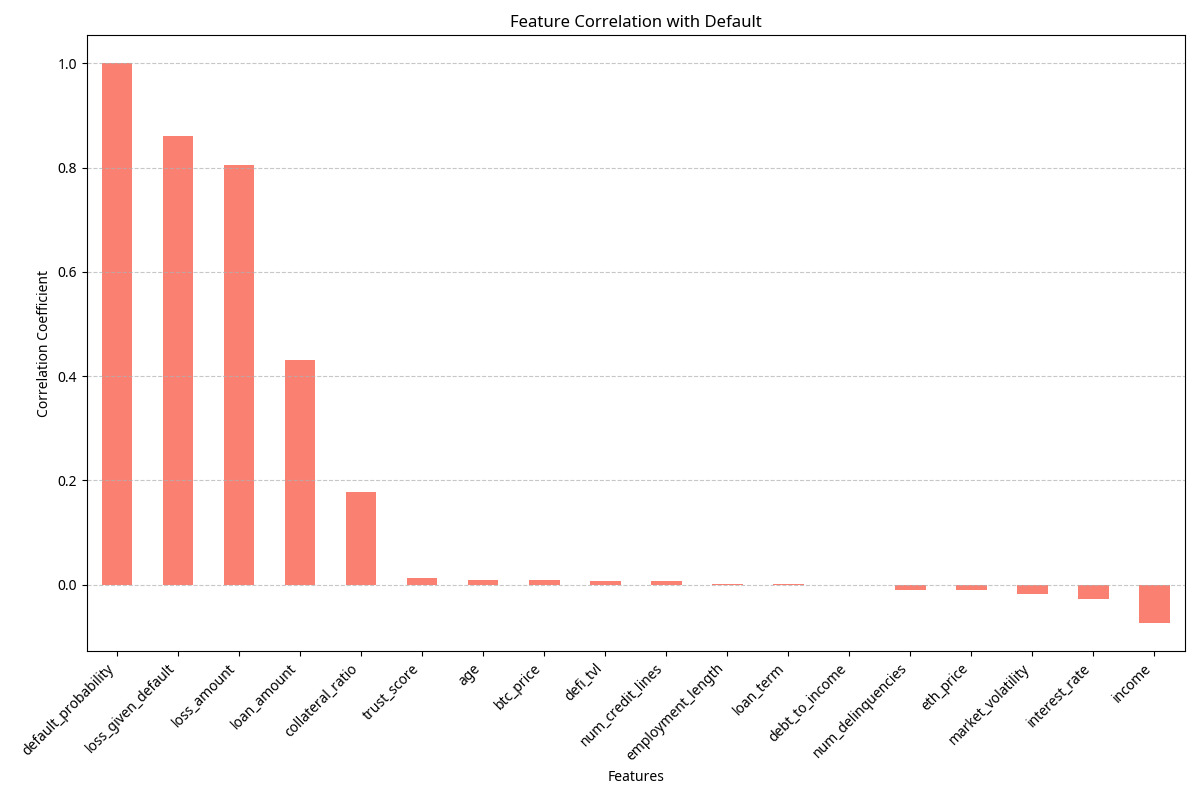 Feature Correlation with Default
Correlation Coefficient
1.0
0.8
0.6
0.4
0.2
0.0
default_probability
loss_given_default
loss_amount
loan_amount
collateral_ratio
trust_score
age
btc_price
defi_tvl
num_credit_lines
employment_length
loan_term
debt_to_income
num_delinquencies
eth_price
market_volatility
interest_rate
income
Features